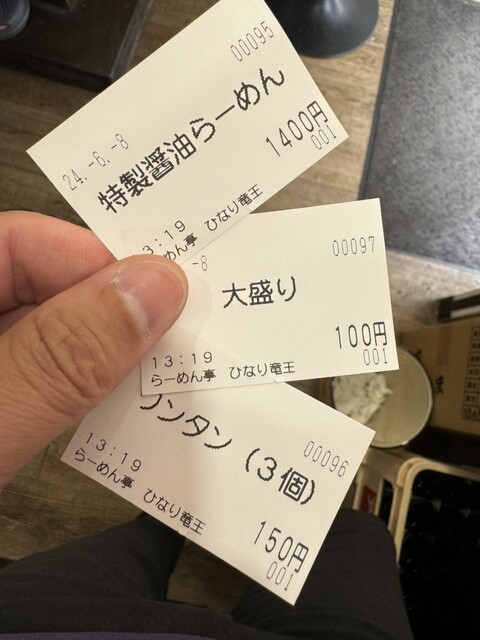 00095
24.-6.-8
特製醤油らーめん
1400円
001
3:19
めん亭 ひなり竜王
-8
00097
大盛り
100円
13:19
001
らーめん亭 ひなり竜王
00096
ンタン (3個)
13:19
150円
らーめん亭 ひなり竜王
001